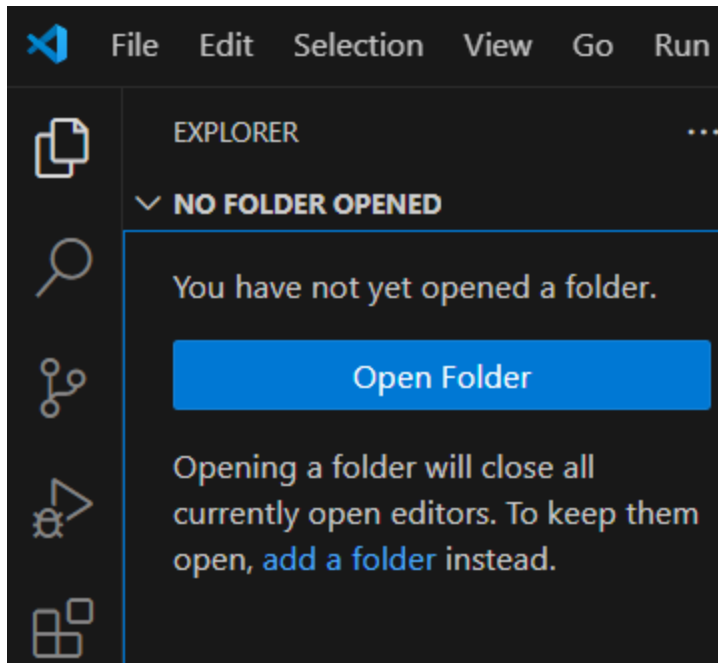 File Edit Selection View Go Run
EXPLORER ...
NO FOLDER OPENED
You have not yet opened a folder.
Open Folder
Opening a folder will close all
currently open editors. To keep them
open, add a folder instead.